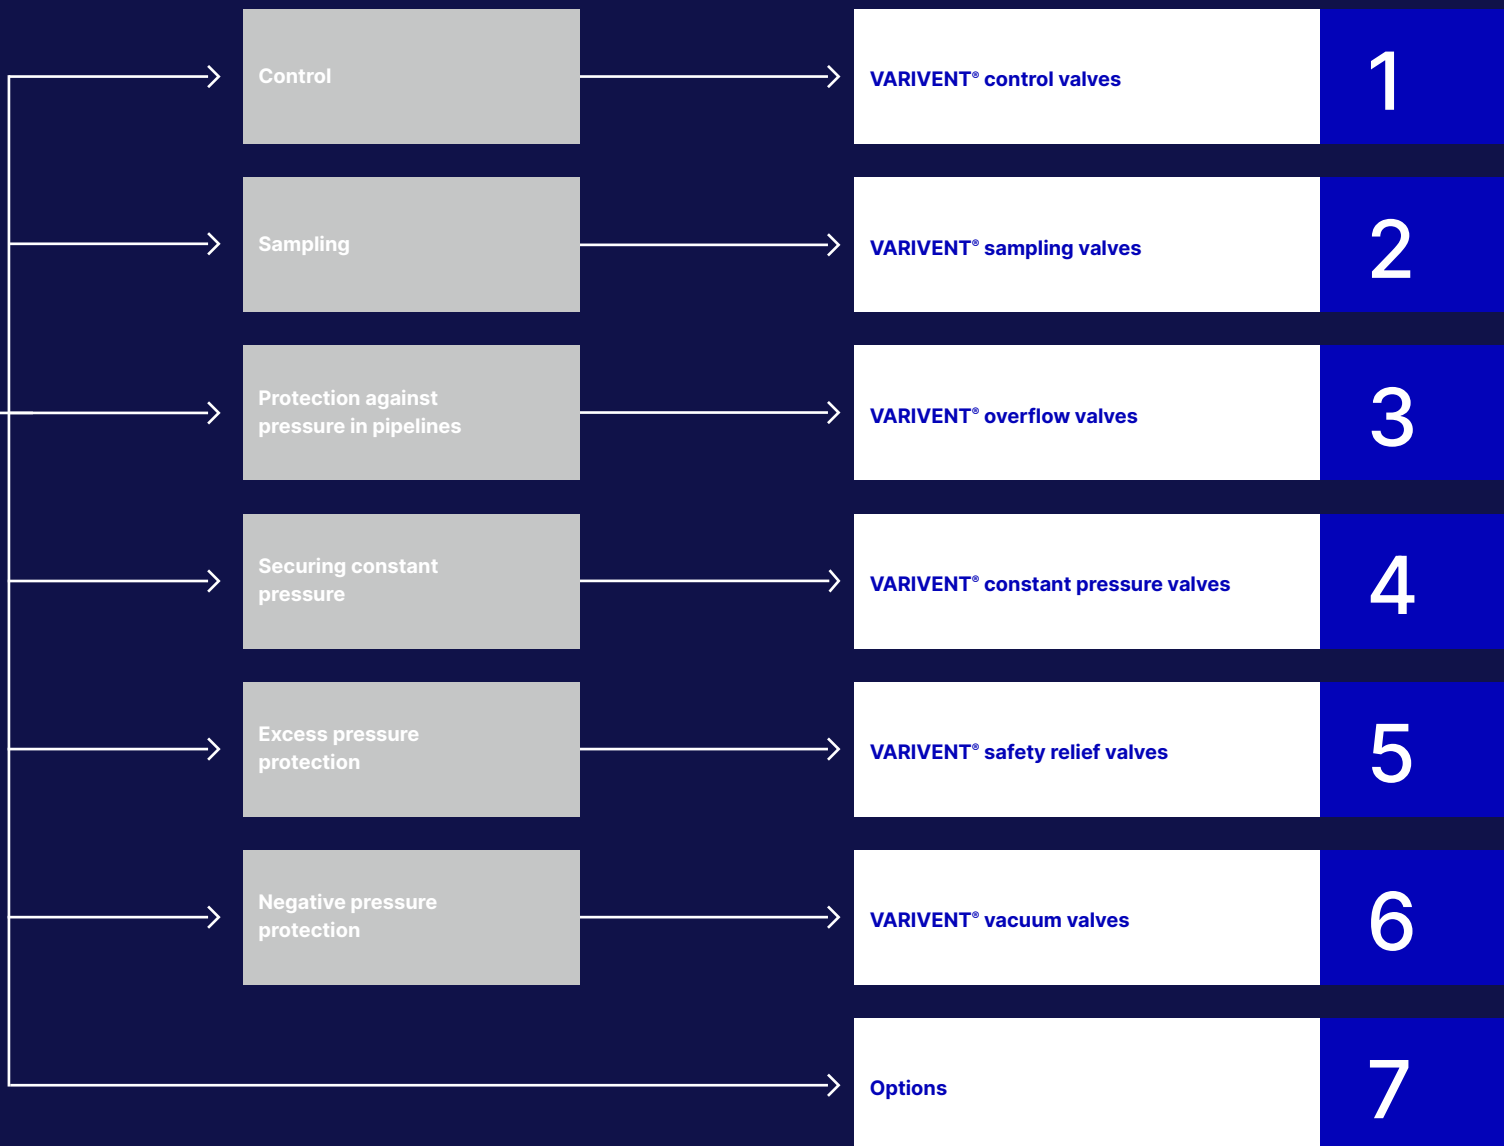 Control
VARIVENT® control valves
1
Sampling
VARIVENT® sampling valves
2
Protection against
pressure in pipelines
VARIVENT® overflow valves
3
Securing constant
pressure
VARIVENT® constant pressure valves
4
Excess pressure
protection
VARIVENT® safety relief valves
5
Negative pressure
protection
VARIVENT® vacuum valves
6
Options
7